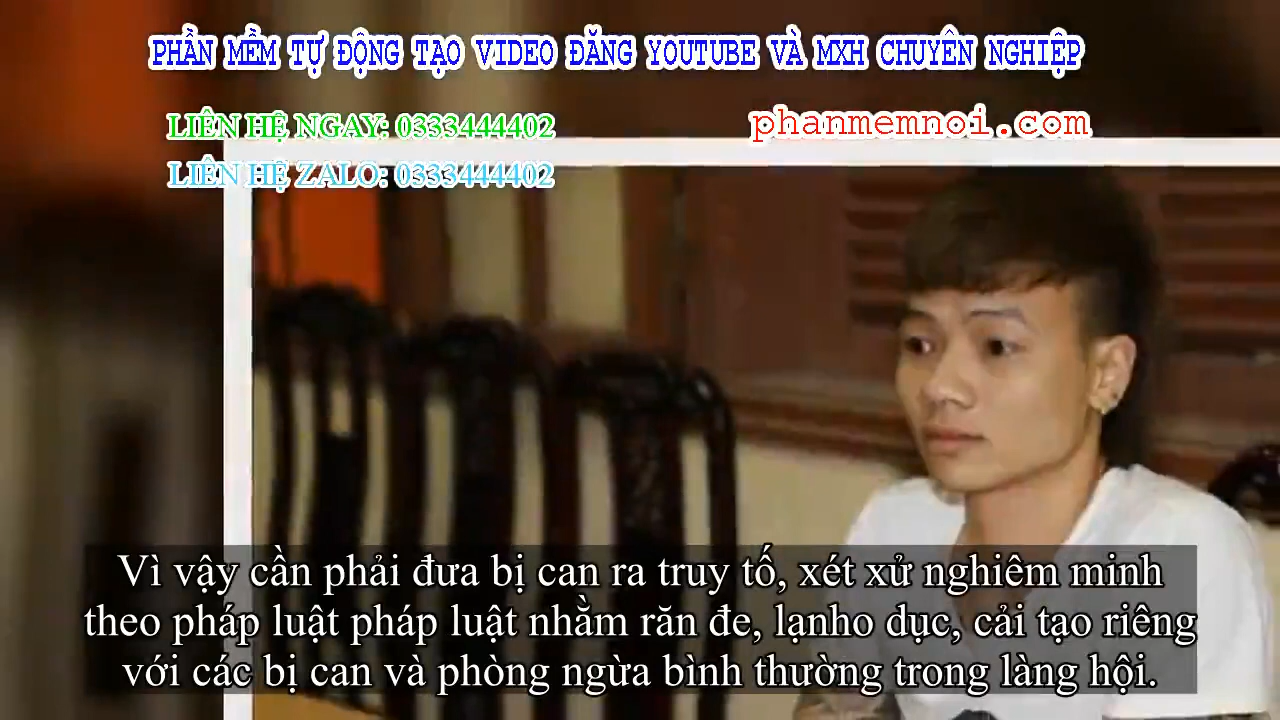 PHẦN MỀM TỰ ĐỘNG TẠO VIDEO ĐĂNG YOUTUBE VÀ MXH CHUYÊN NGHIỆP
LIÊN HỆ NGAY: 0333444402
phanmemnoi.com
LIÊN HỆ ZALO: 0333444402
Vì vậy cần phải đưa bị can ra truy tố, xét xử nghiêm minh
theo pháp luật pháp luật nhằm răn đe, lạnho dục, cải tạo riêng
với các bị can và phòng ngừa bình thường trong làng hội.